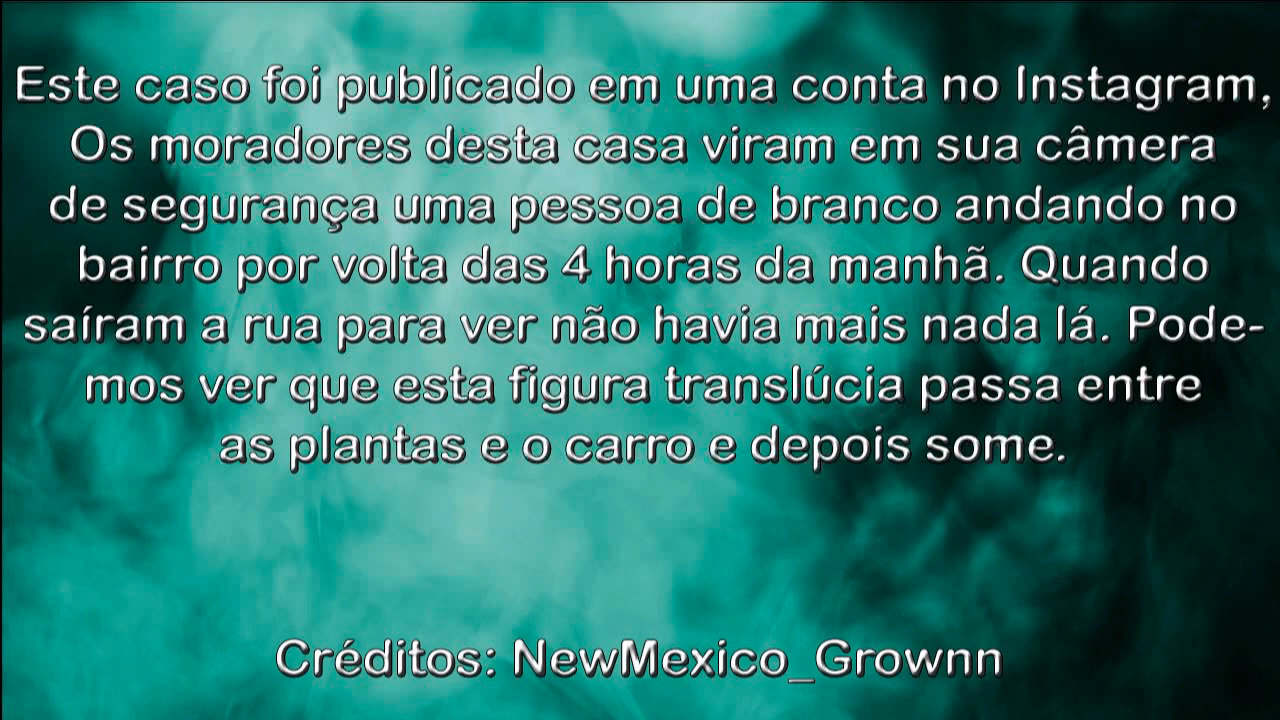 Este caso foi publicado em uma conta no Instagram,
Os moradores desta casa viram em sua câmera
de segurança uma pessoa de branco andando no
bairro por volta das 4 horas da manhã. Quando
saíram a rua para ver não havia mais nada lá. Pode-
mos ver que esta figura translúcia passa entre
as plantas e o carro e depois some.
Créditos: NewMexico_Grownn